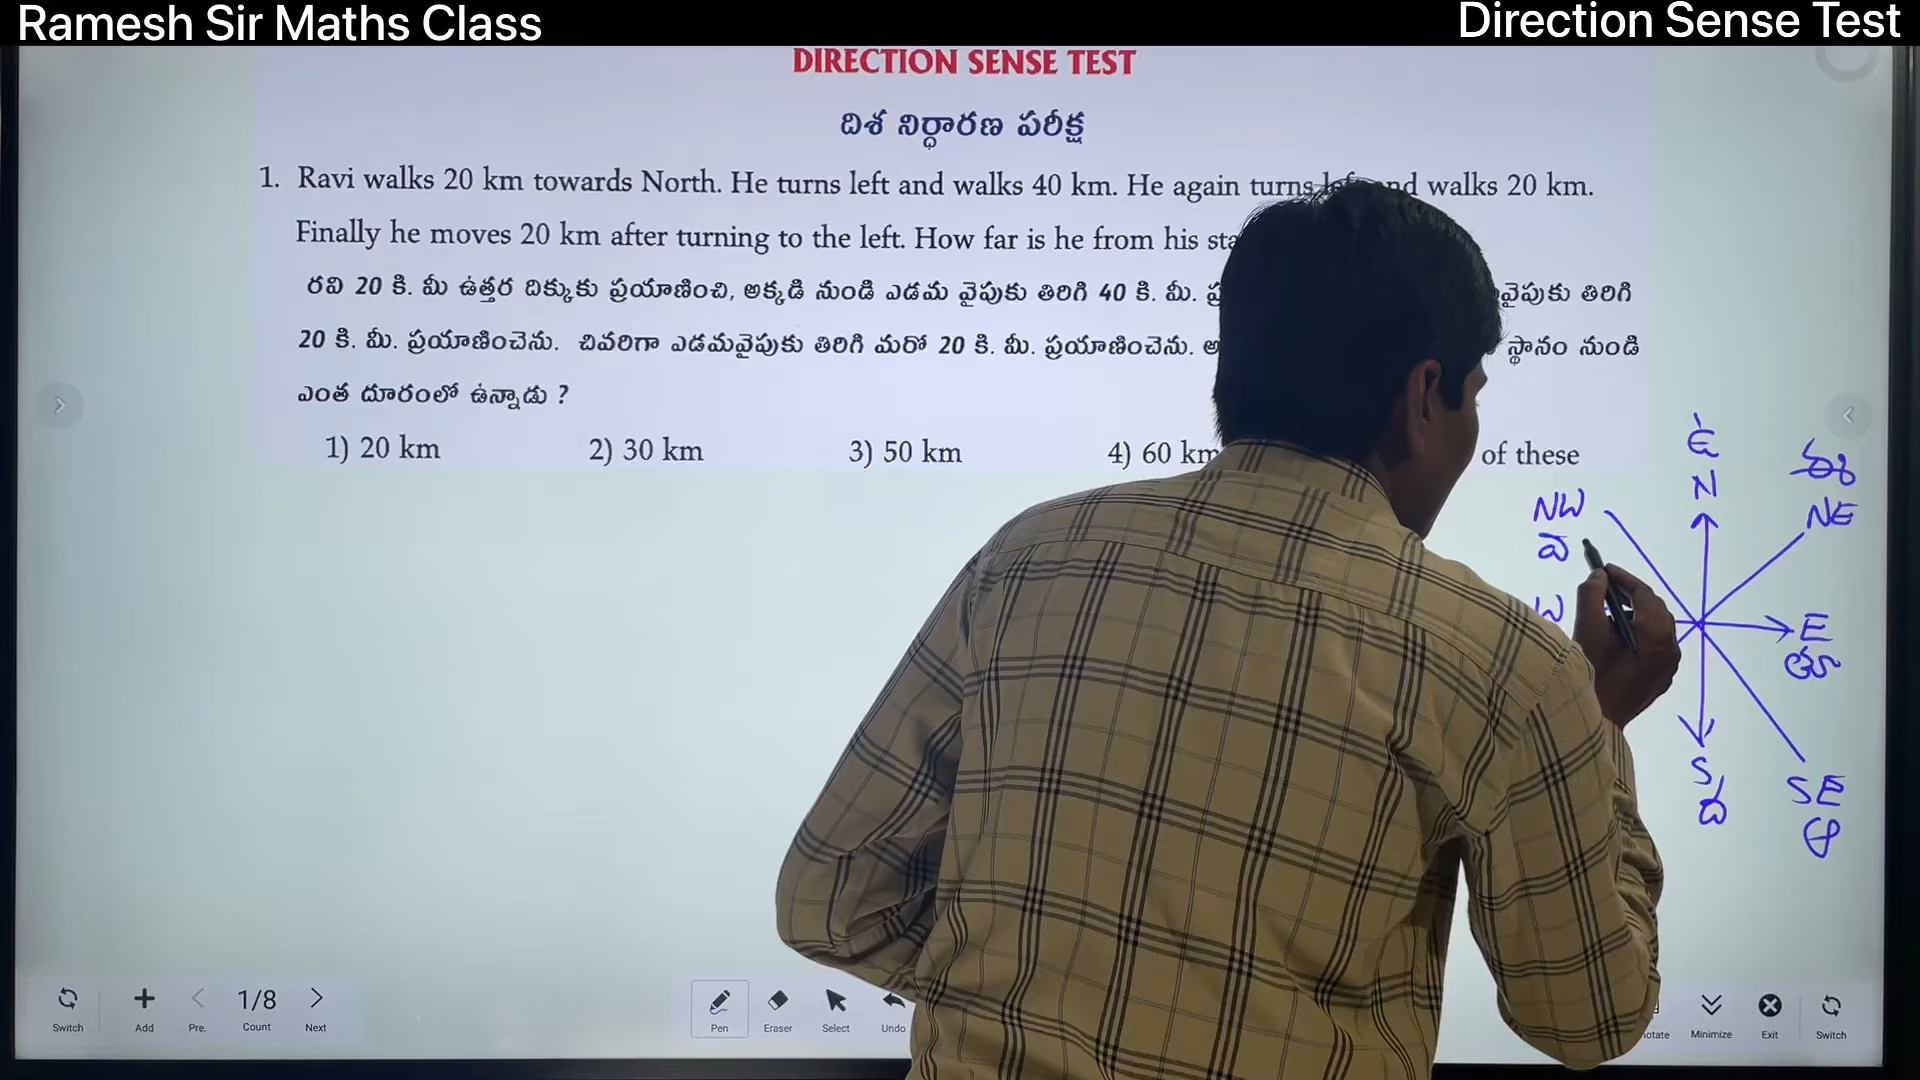 Ramesh Sir Maths Class
Direction Sense Test
DIRECTION SENSE TEST
దిశ నిర్ధారణ పరీక్ష
1. Ravi walks 20 km towards North. He turns left and walks 40 km. He again turns left and walks 20 km.
Finally he moves 20 km after turning to the left. How far is he from his
రవి 20 కి. మీ ఉత్తర దిక్కుకు ప్రయాణించి, అక్కడి నుండి ఎడమ వైపుకు తిరిగి 40 కి. మీ. వైపుకు తిరిగి
20 కి. మీ. ప్రయాణించెను. చివరిగా ఎడమవైపుకు తిరిగి మరో 20 కి. మీ. ప్రయాణించెను. స్థానం నుండి
ఎంత దూరంలో ఉన్నాడు ?
1) 20 km 2) 30 km 3) 50 km 4) 60 km of these
ఉ
N
ఈ
NE
NW
వా
W
E
తూ
S
ద
SE
ఆ
1/8
Switch Add Pre. Count Next Pen Eraser Select Undo Minimize Exit Switch